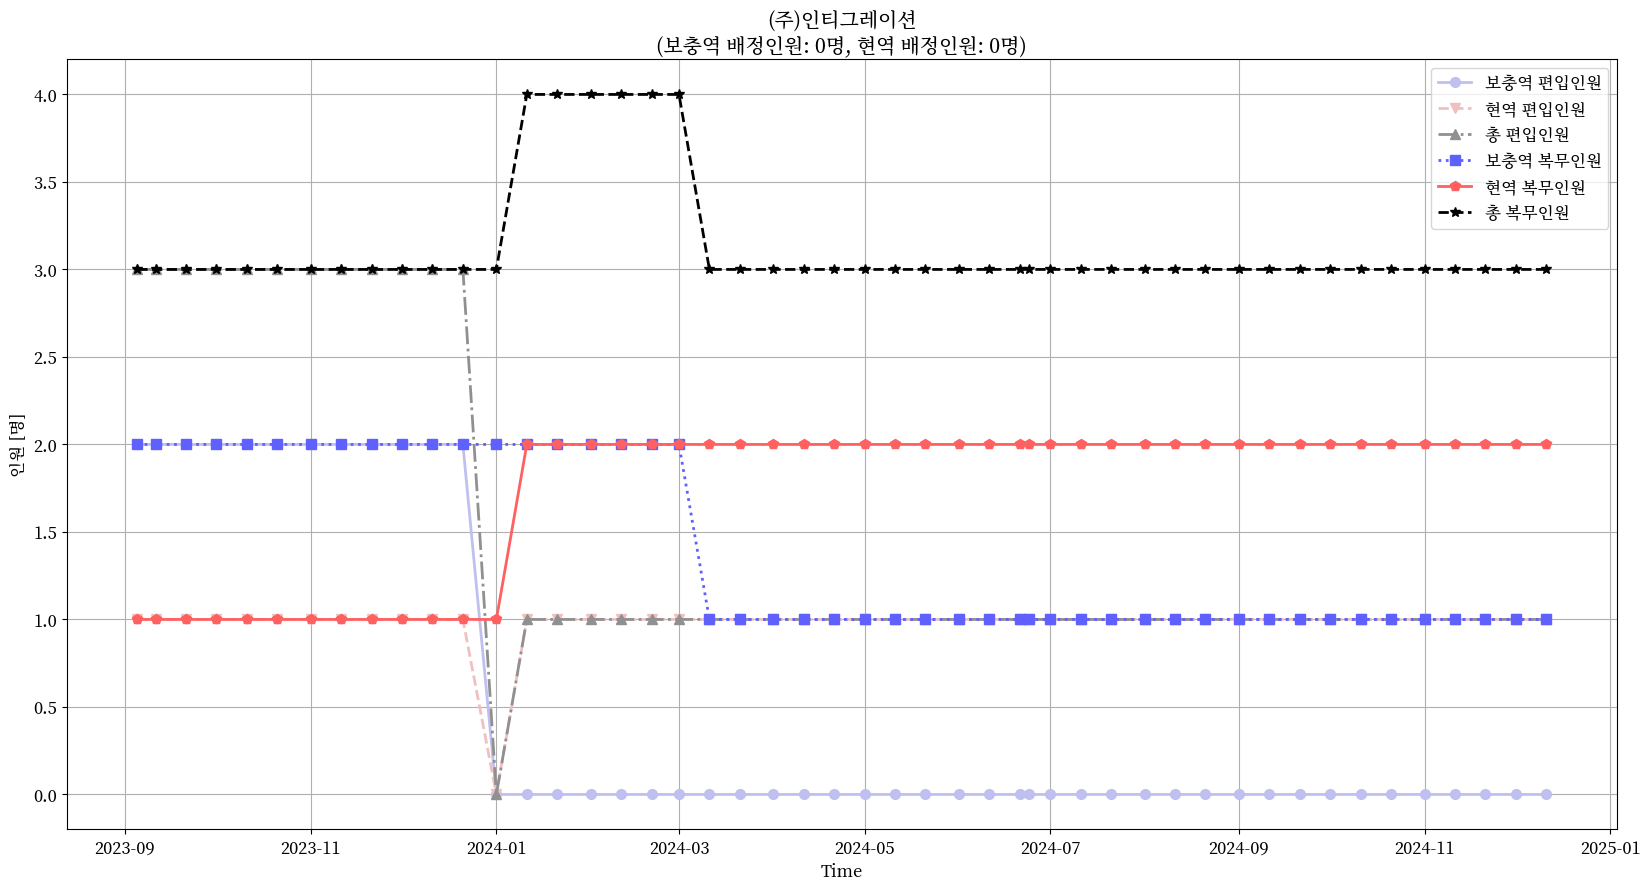 (주)인티그레이션
(보충역 배정인원: 0명, 현역 배정인원: 0명)
보충역 편입인원
현역 편입인원
총 편입인원
보충역 복무인원
현역 복무인원
총 복무인원
인원 [명]
4.0
3.5
3.0
2.5
2.0
1.5
1.0
0.5
0.0
2023-09 2023-11 2024-01 2024-03 2024-05 2024-07 2024-09 2024-11 2025-01
Time